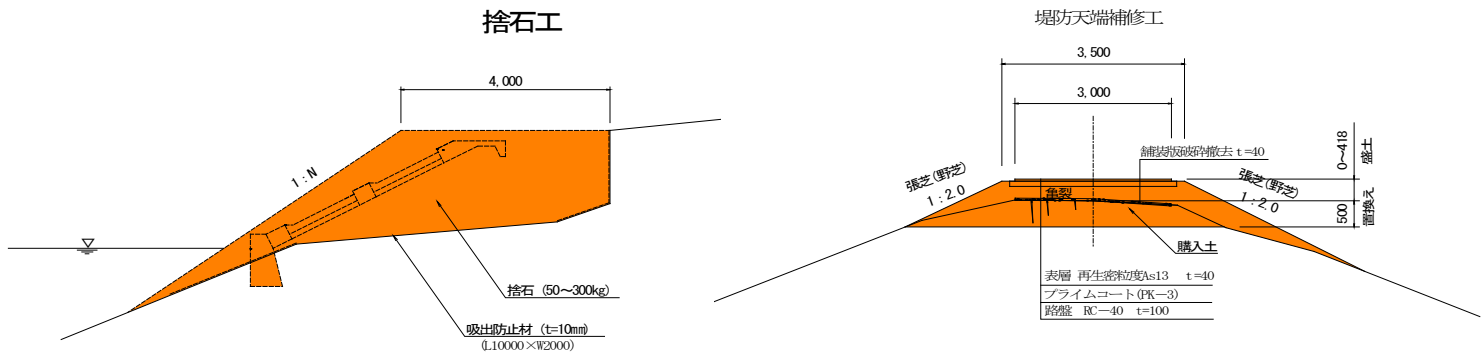 捨石工
4,000
1:N
捨石 (50～300kg)
吸出防止材 (t=10mm)
(L10000×W2000)
堤防天端補修工
3,500
3,000
舗装版破砕撤去 t=40
0～418
盛土
500
置換え
張芝(野芝)
1:2.0
張芝(野芝)
1:2.0
亀裂
購入土
表層 再生密粒度As13 t=40
プライムコート(PK-3)
路盤 RC-40 t=100